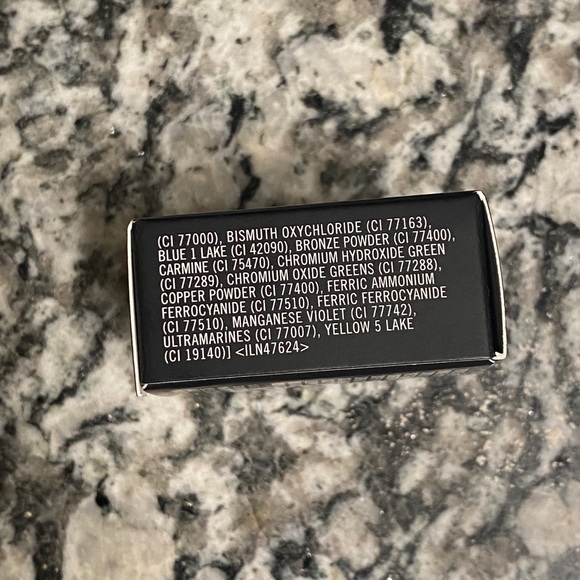 (CI 77000), BISMUTH OXYCHLORIDE (CI 77163),
BLUE 1 LAKE (CI 42090), BRONZE POWDER (CI 77400),
CARMINE (CI 75470), CHROMIUM HYDROXIDE GREEN
(CI 77289), CHROMIUM OXIDE GREENS (CI 77288),
COPPER POWDER (CI 77400), FERRIC AMMONIUM
FERROCYANIDE (CI 77510), FERRIC FERROCYANIDE
(CI 77510), MANGANESE VIOLET (CI 77742),
ULTRAMARINES (CI 77007), YELLOW 5 LAKE
(CI 19140)] <ILN47624>